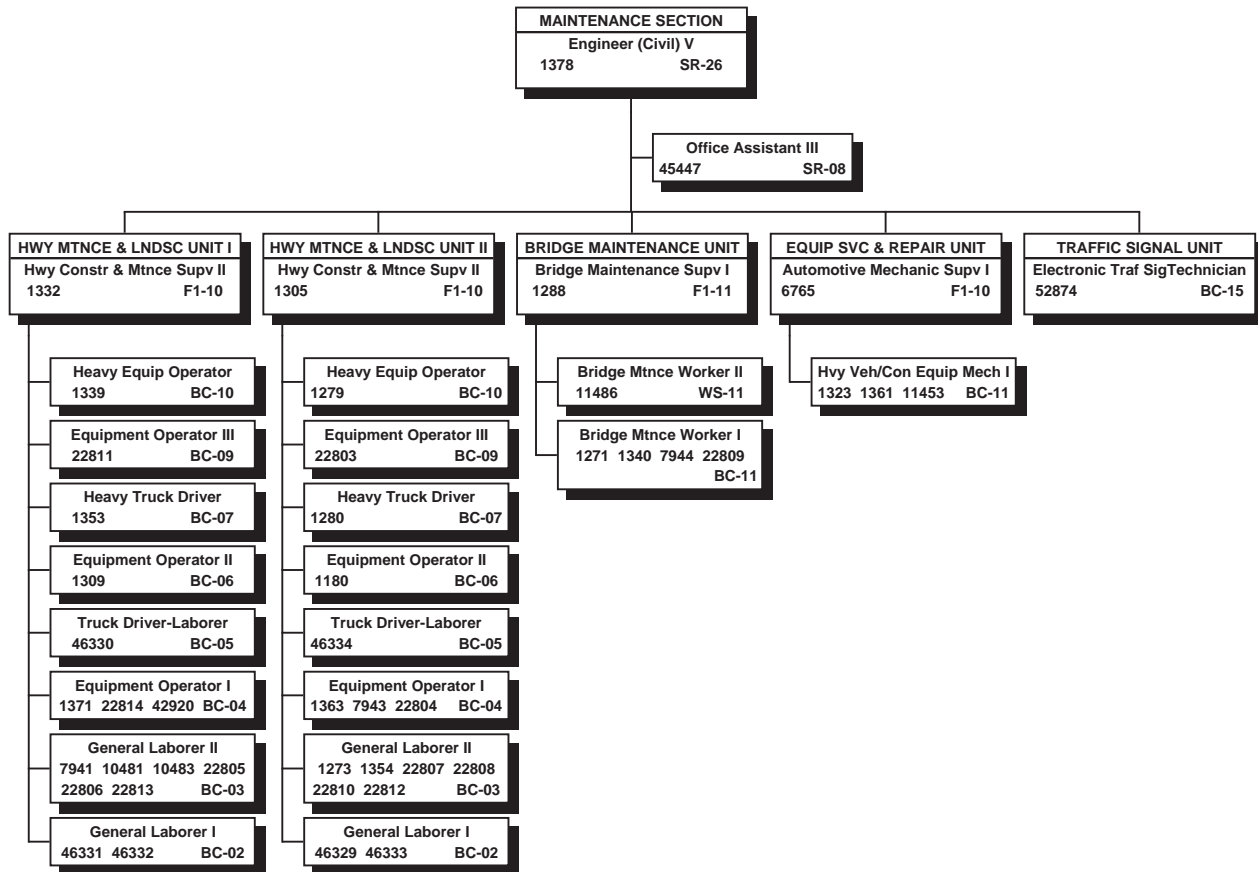 MAINTENANCE SECTION
Engineer (Civil) V
1378 SR-26
Office Assistant III
45447 SR-08
HWY MTNCE & LNDSC UNIT I
Hwy Constr & Mtnce Supv II
1332 F1-10
Heavy Equip Operator
1339 BC-10
Equipment Operator III
22811 BC-09
Heavy Truck Driver
1353 BC-07
Equipment Operator II
1309 BC-06
Truck Driver-Laborer
46330 BC-05
Equipment Operator I
1371 22814 42920 BC-04
General Laborer II
7941 10481 10483 22805
22806 22813 BC-03
General Laborer I
46331 46332 BC-02
HWY MTNCE & LNDSC UNIT II
Hwy Constr & Mtnce Supv II
1305 F1-10
Heavy Equip Operator
1279 BC-10
Equipment Operator III
22803 BC-09
Heavy Truck Driver
1280 BC-07
Equipment Operator II
1180 BC-06
Truck Driver-Laborer
46334 BC-05
Equipment Operator I
1363 7943 22804 BC-04
General Laborer II
1273 1354 22807 22808
22810 22812 BC-03
General Laborer I
46329 46333 BC-02
BRIDGE MAINTENANCE UNIT
Bridge Maintenance Supv I
1288 F1-11
Bridge Mtnce Worker II
11486 WS-11
Bridge Mtnce Worker I
1271 1340 7944 22809
BC-11
EQUIP SVC & REPAIR UNIT
Automotive Mechanic Supv I
6765 F1-10
Hvy Veh/Con Equip Mech I
1323 1361 11453 BC-11
TRAFFIC SIGNAL UNIT
Electronic Traf SigTechnician
52874 BC-15